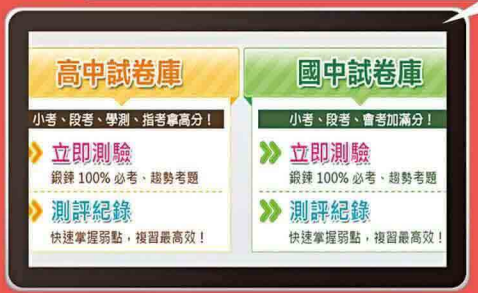 高中試卷庫
小考、段考、學測、指考拿高分！
立即測驗
鍛鍊 100% 必考、趨勢考題
測評紀錄
快速掌握弱點，複習最高效！
國中試卷庫
小考、段考、會考加滿分！
立即測驗
鍛鍊 100% 必考、趨勢考題
測評紀錄
快速掌握弱點，複習最高效！